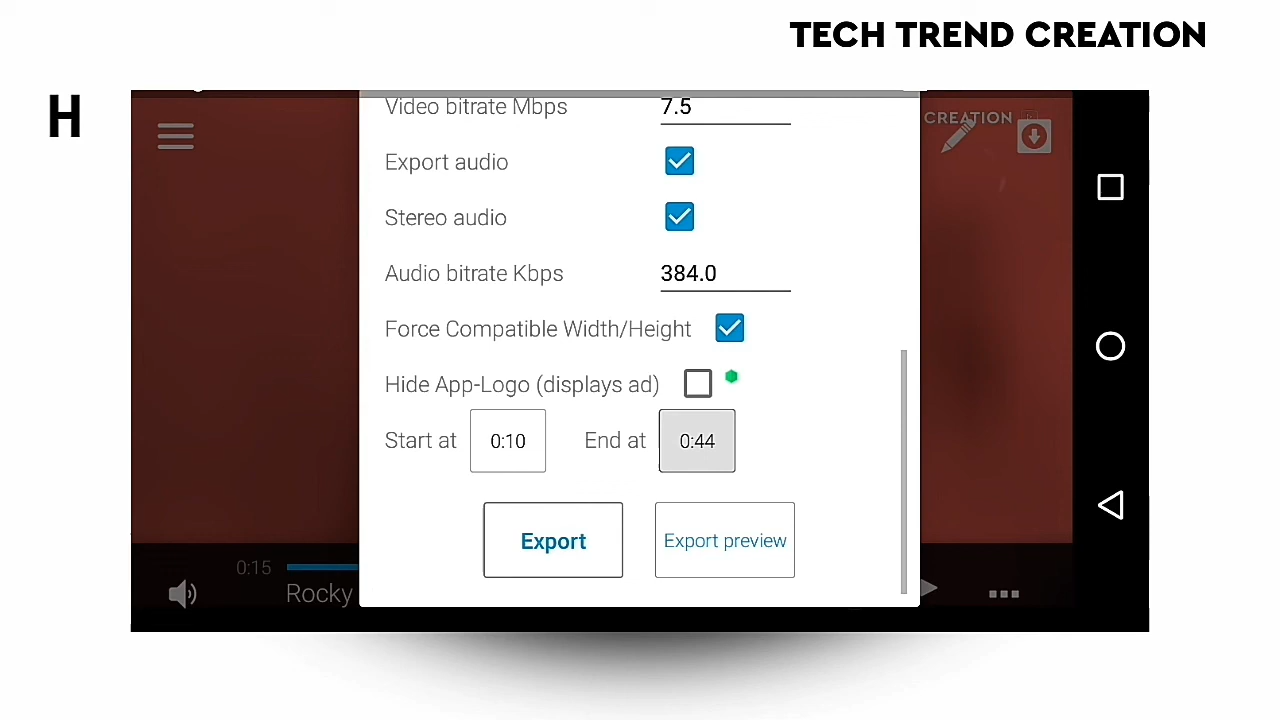 TECH TREND CREATION
H
CREATION
Video bitrate Mbps 7.5
Export audio
Stereo audio
Audio bitrate Kbps 384.0
Force Compatible Width/Height
Hide App-Logo (displays ad)
Start at 0:10 End at 0:44
Export Export preview
0:15
Rocky